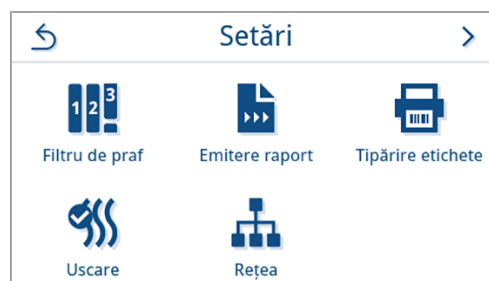 Setări
1 2 3
Filtru de praf
Emitere raport
Tipărire etichete
Uscare
Rețea